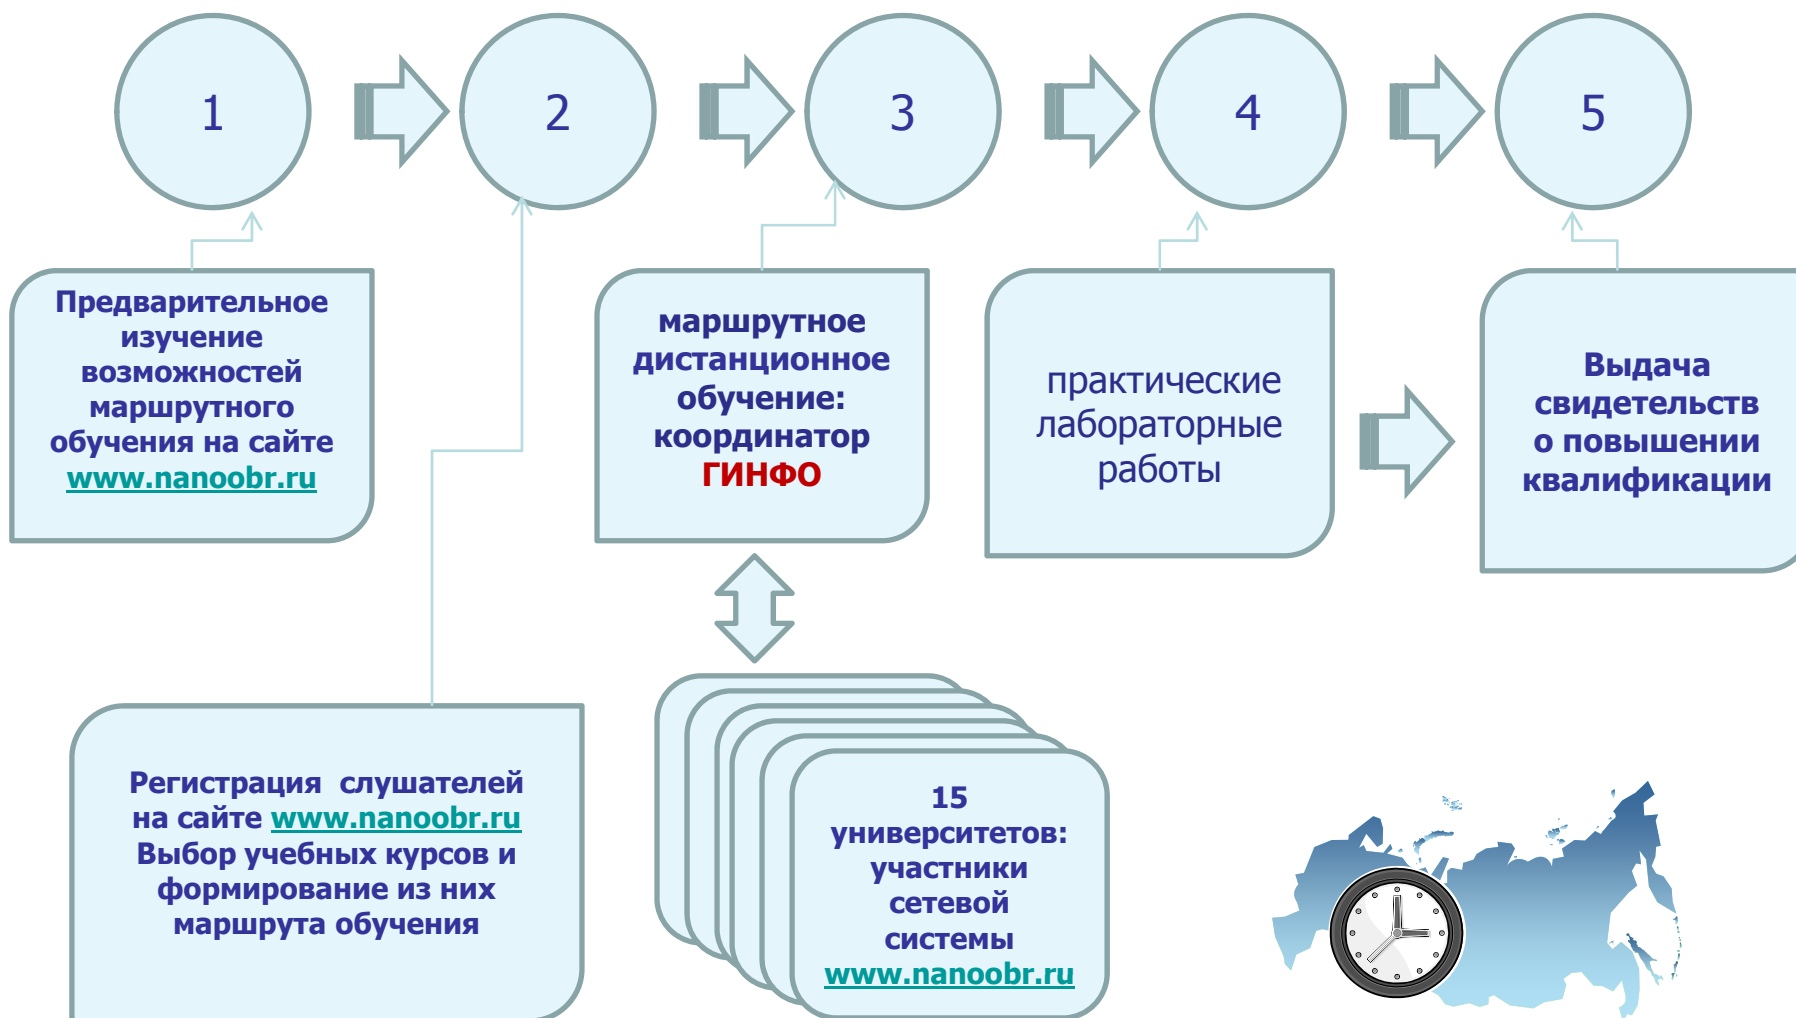 1
2
3
4
5
Предварительное
изучение
возможностей
маршрутного
обучения на сайте
www.nanoobr.ru
маршрутное
дистанционное
обучение:
координатор
ГИНФО
практические
лабораторные
работы
Выдача
свидетельств
о повышении
квалификации
Регистрация слушателей
на сайте www.nanoobr.ru
Выбор учебных курсов и
формирование из них
маршрута обучения
15
университетов:
участники
сетевой
системы
www.nanoobr.ru